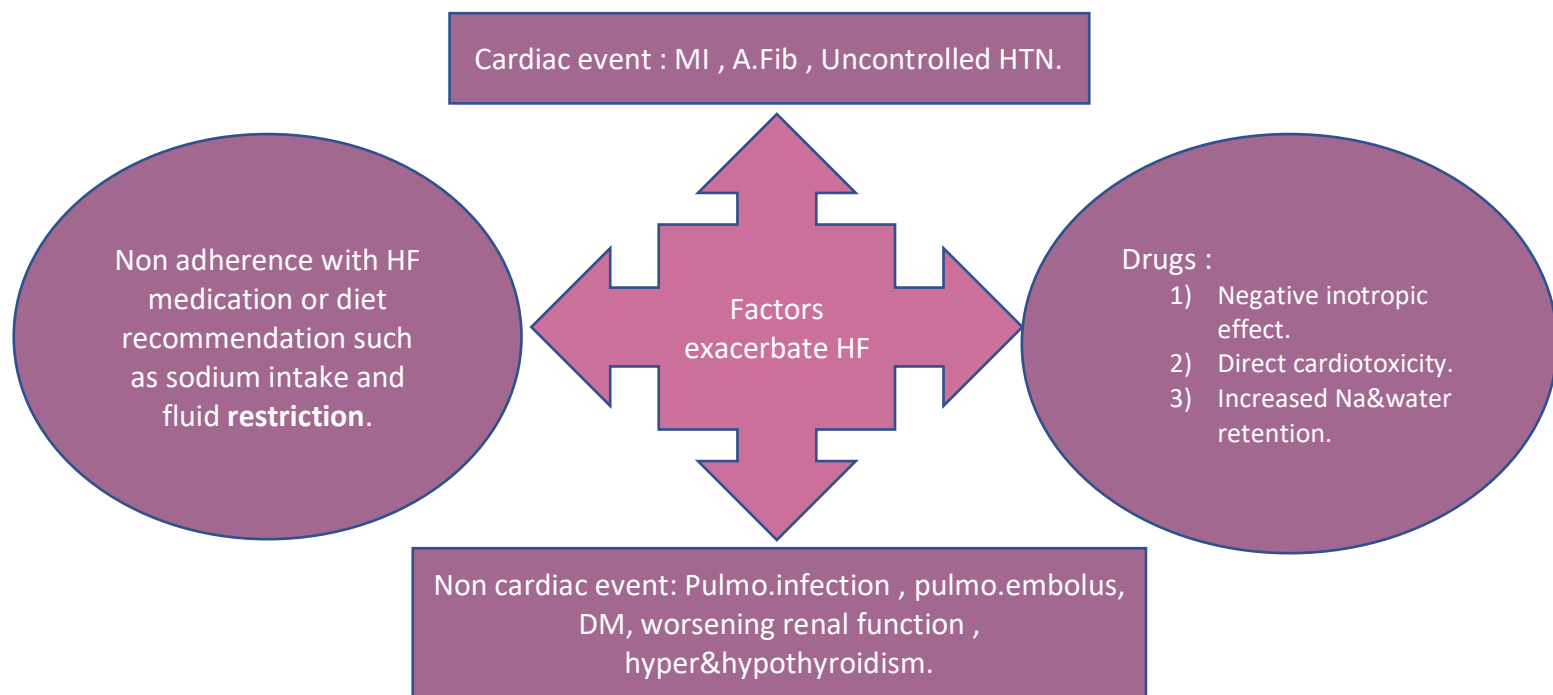 Cardiac event : MI , A.Fib , Uncontrolled HTN.
Non adherence with HF
medication or diet
recommendation such
as sodium intake and
fluid restriction.
Factors
exacerbate HF
Drugs :
1) Negative inotropic
effect.
2) Direct cardiotoxicity.
3) Increased Na&water
retention.
Non cardiac event: Pulmo.infection , pulmo.embolus,
DM, worsening renal function ,
hyper&hypothyroidism.